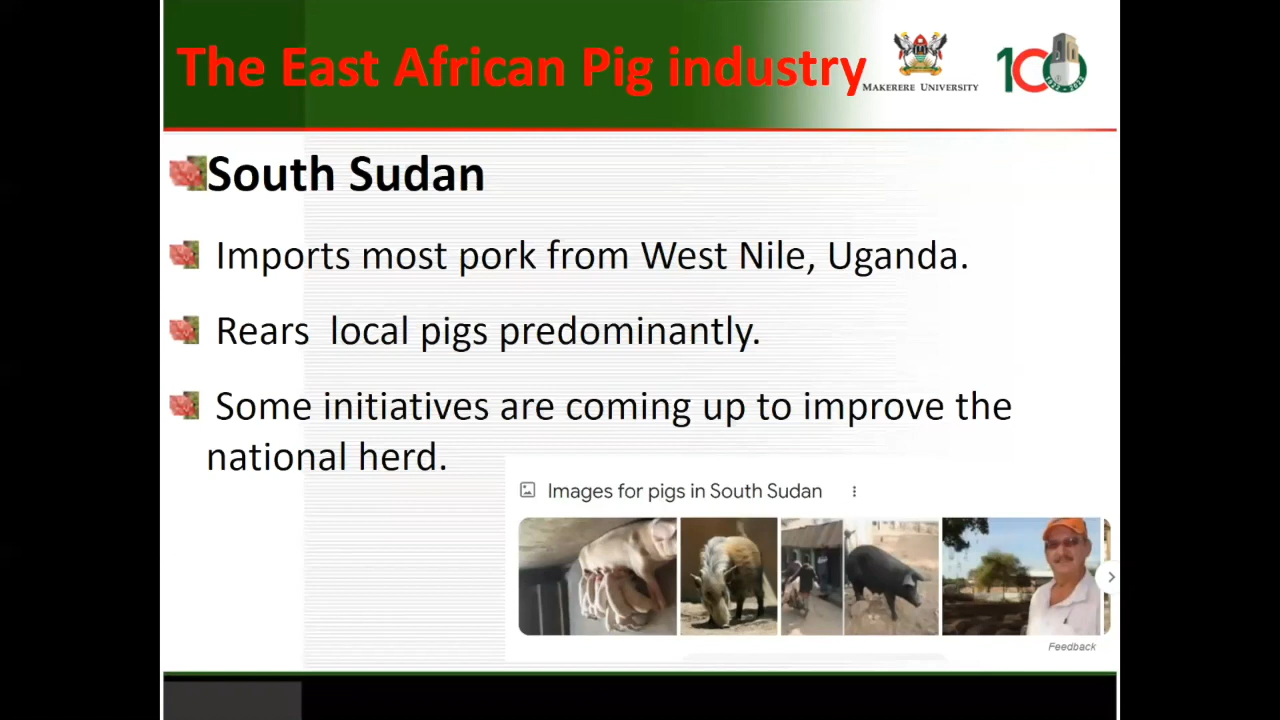 The East African Pig industry
MAKERERE UNIVERSITY
100
South Sudan
Imports most pork from West Nile, Uganda.
Rears local pigs predominantly.
Some initiatives are coming up to improve the
national herd.
Images for pigs in South Sudan
Feedback